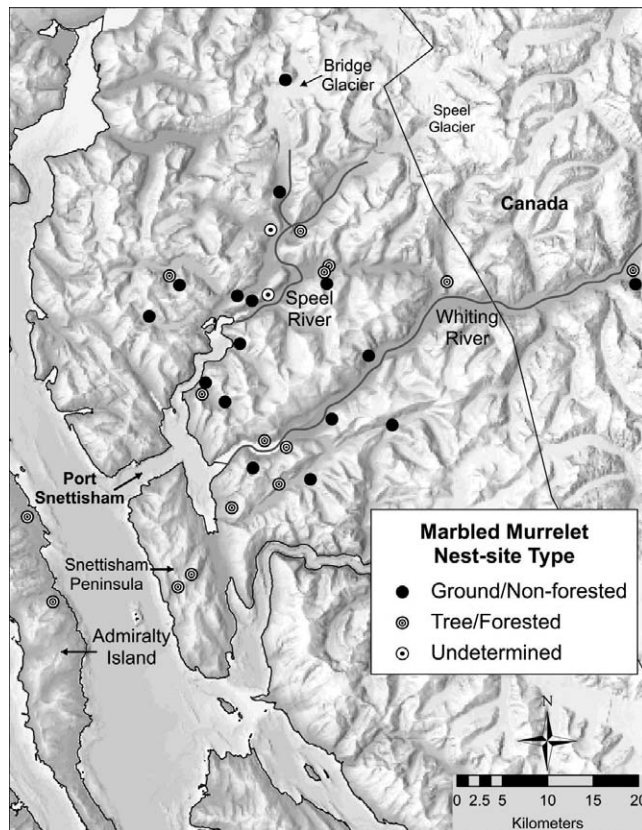 Bridge
Glacier
Speel
Glacier
Canada
Speel
River
Whiting
River
Port
Snettisham
Snettisham
Peninsula
Admiralty
Island
Marbled Murrelet
Nest-site Type
Ground/Non-forested
Tree/Forested
Undetermined
N
0 2.5 5 10 15 20
Kilometers